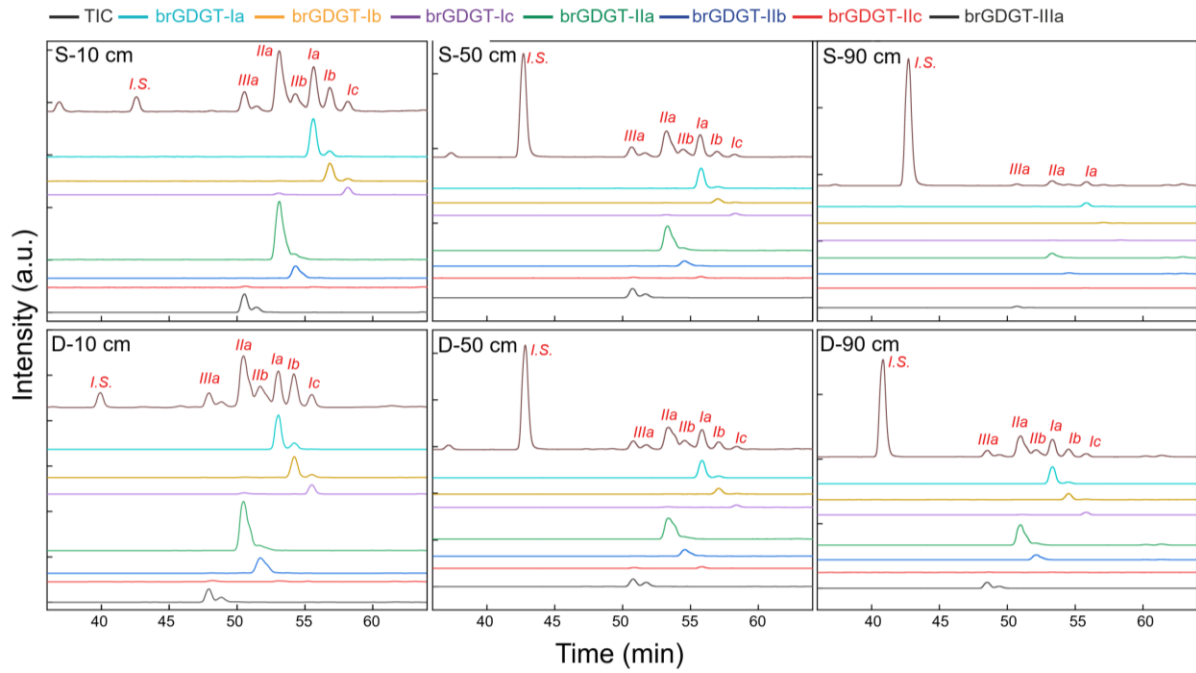 TIC brGDGT-Ia brGDGT-Ib brGDGT-Ic brGDGT-IIa brGDGT-IIb brGDGT-IIc brGDGT-IIIa
Intensity (a.u.)
S-10 cm
I.S. IIIa IIa IIb Ia Ib Ic
S-50 cm
I.S. IIIa IIa IIb Ia Ib Ic
S-90 cm
I.S. IIIa IIa Ia
D-10 cm
I.S. IIIa IIa IIb Ia Ib Ic
D-50 cm
I.S. IIIa IIa IIb Ia Ib Ic
D-90 cm
I.S. IIIa IIa IIb Ia Ib Ic
40 45 50 55 60 40 45 50 55 60 40 45 50 55 60
Time (min)